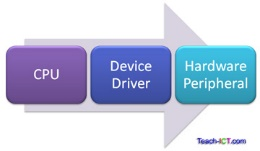 CPU
Device
Driver
Hardware
Peripheral
Teach-ICT.com